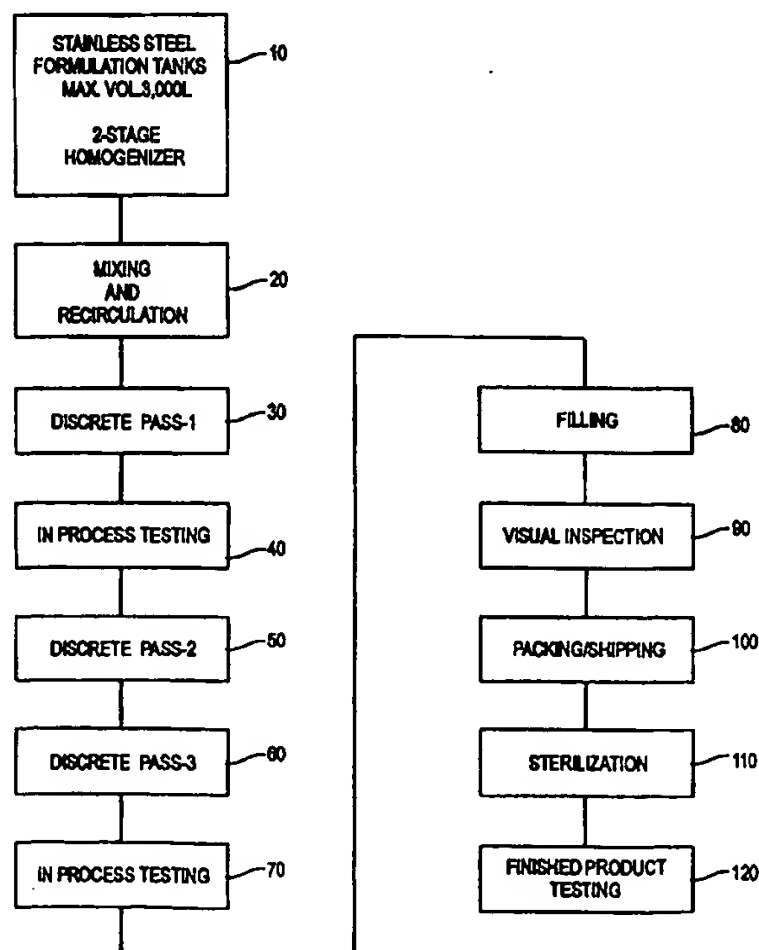 STAINLESS STEEL
FORMULATION TANKS
MAX. VOL.3,000L
2-STAGE
HOMOGENIZER
10
MIXING
AND
RECIRCULATION
20
DISCRETE PASS-1
30
IN PROCESS TESTING
40
DISCRETE PASS-2
50
DISCRETE PASS-3
60
IN PROCESS TESTING
70
FILLING
80
VISUAL INSPECTION
90
PACKING/SHIPPING
100
STERILIZATION
110
FINISHED PRODUCT
TESTING
120